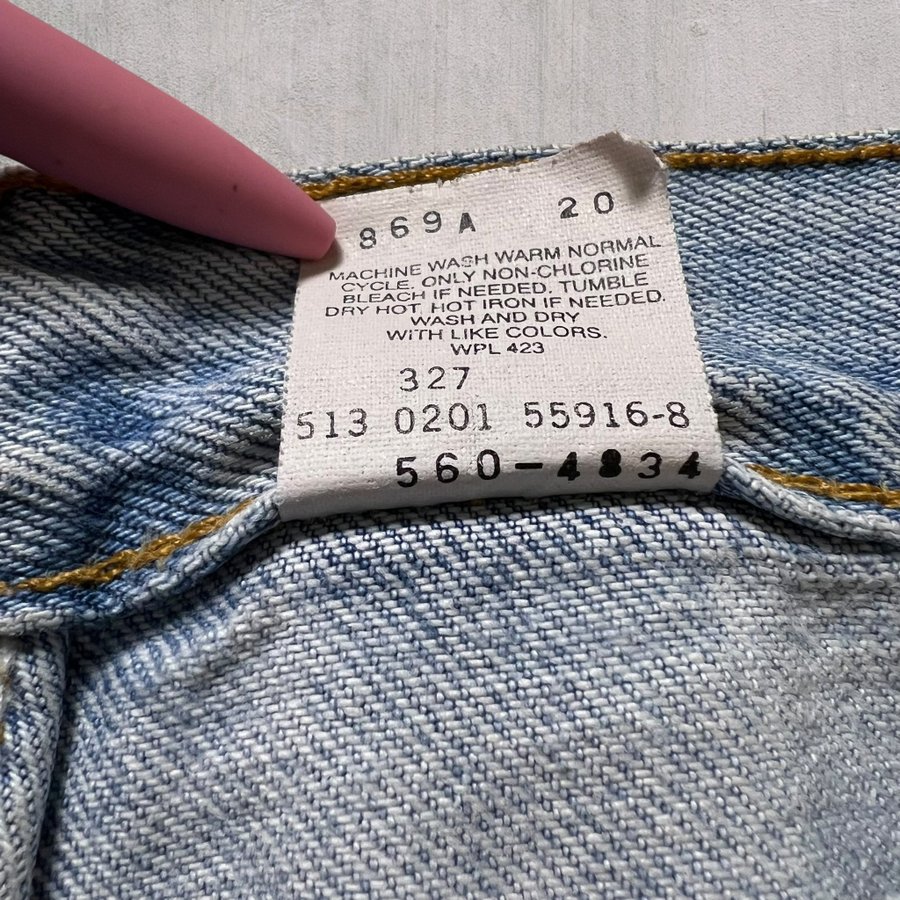 869A 20
MACHINE WASH WARM NORMAL
CYCLE. ONLY NON-CHLORINE
BLEACH IF NEEDED. TUMBLE
DRY HOT. HOT IRON IF NEEDED.
WASH AND DRY
WITH LIKE COLORS.
WPL 423
327
513 0201 55916-8
560-4834